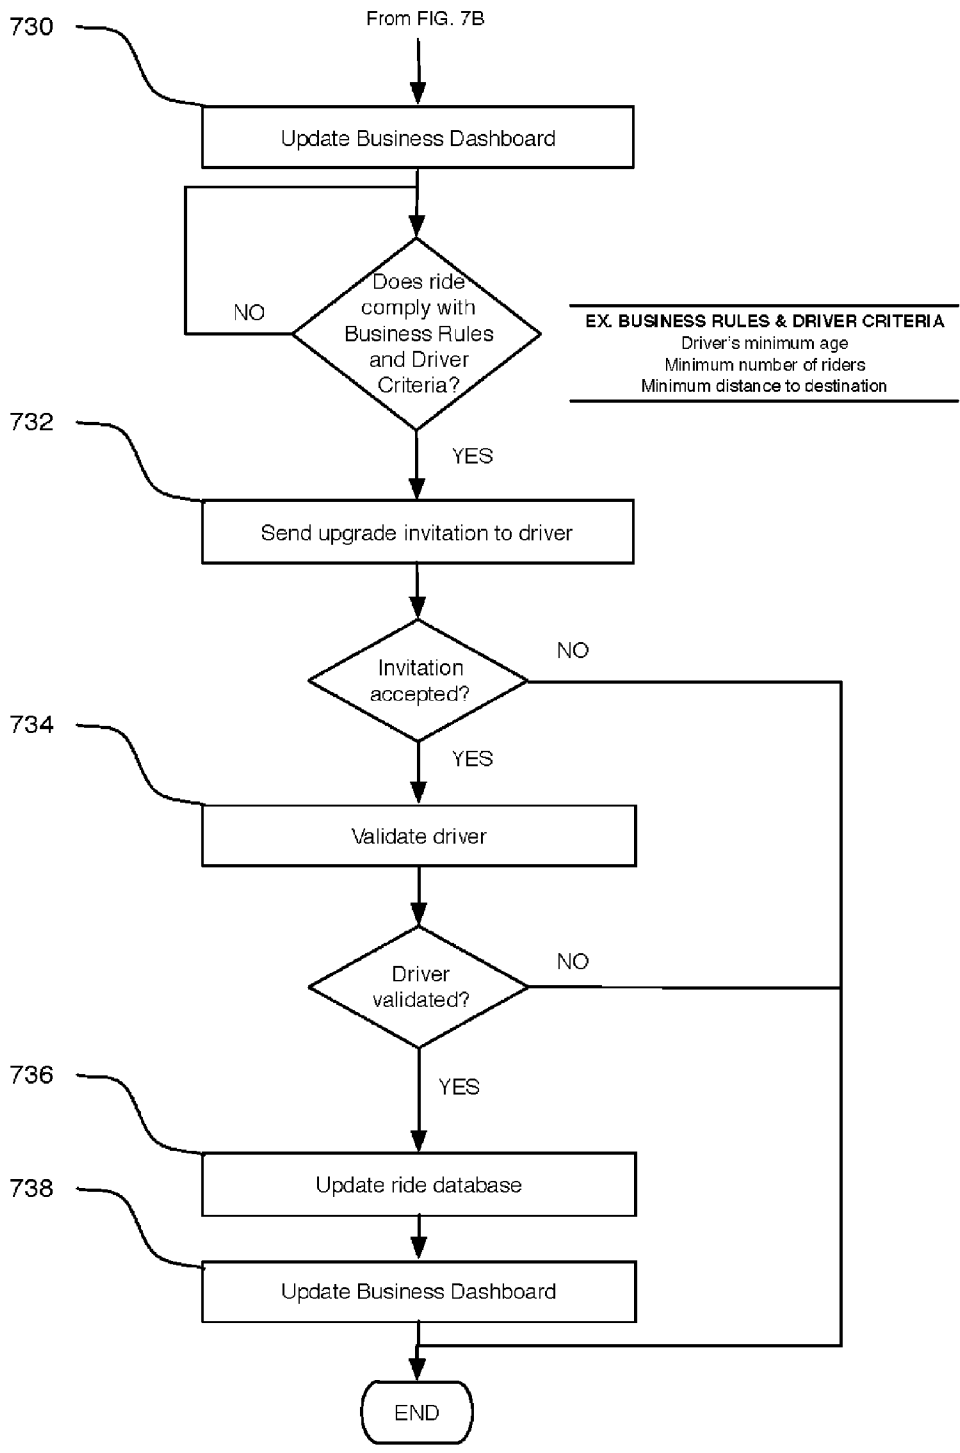 730
From FIG. 7B
Update Business Dashboard
Does ride
comply with
Business Rules
and Driver
Criteria?
NO
EX. BUSINESS RULES & DRIVER CRITERIA
Driver's minimum age
Minimum number of riders
Minimum distance to destination
732
YES
Send upgrade invitation to driver
Invitation
accepted?
NO
734
YES
Validate driver
Driver
validated?
NO
736
YES
Update ride database
738
Update Business Dashboard
END